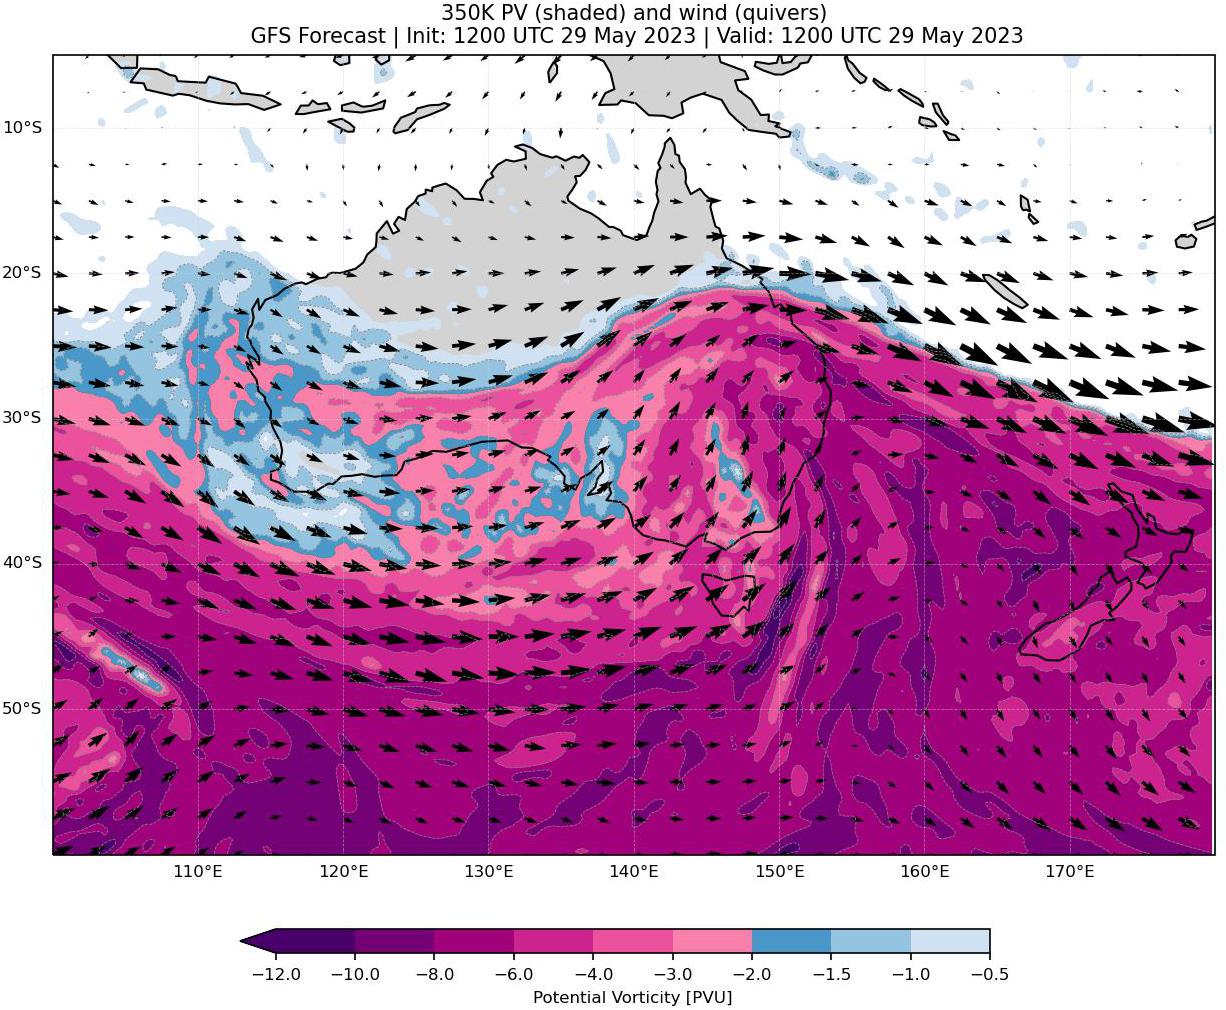 350K PV (shaded) and wind (quivers)
GFS Forecast | Init: 1200 UTC 29 May 2023 | Valid: 1200 UTC 29 May 2023
10°S
20°S
30°S
40°S
50°S
110°E 120°E 130°E 140°E 150°E 160°E 170°E
−12.0 −10.0 −8.0 −6.0 −4.0 −3.0 −2.0 −1.5 −1.0 −0.5
Potential Vorticity [PVU]